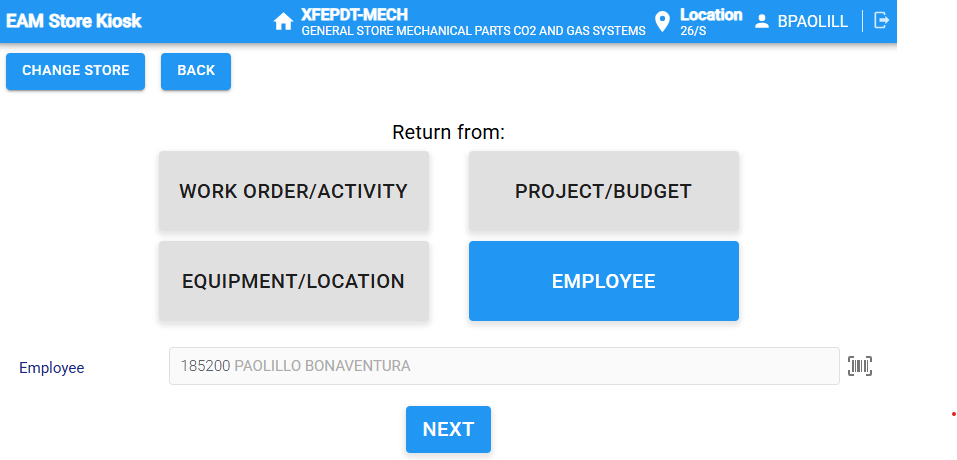 EAM Store Kiosk
XFEPDT-MECH
GENERAL STORE MECHANICAL PARTS CO2 AND GAS SYSTEMS
Location
26/S
BPAOLILL
CHANGE STORE
BACK
Return from:
WORK ORDER/ACTIVITY
PROJECT/BUDGET
EQUIPMENT/LOCATION
EMPLOYEE
Employee
185200 PAOLILLO BONAVENTURA
NEXT